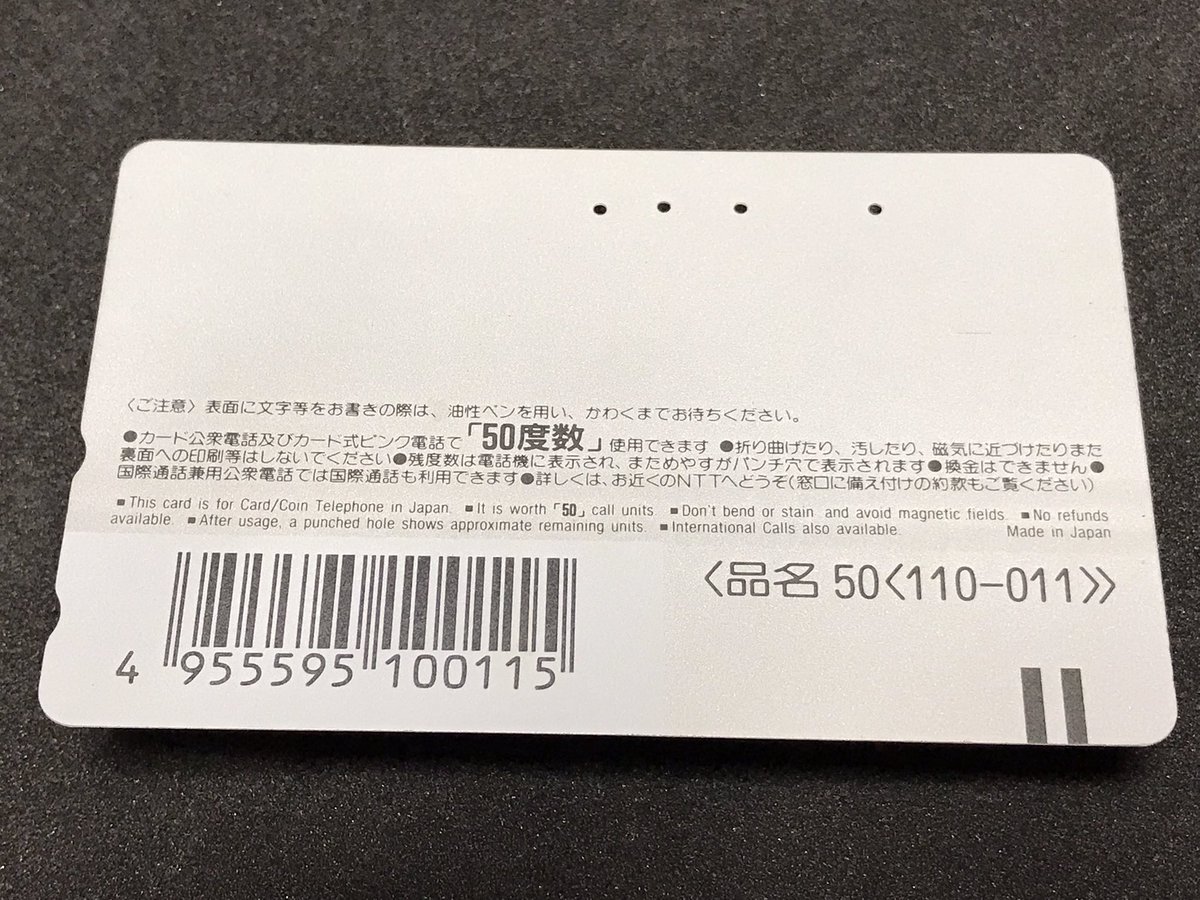 〈ご注意〉表面に文字等をお書きの際は、油性ペンを用い、かわくまでお待ちください。
●カード公衆電話及びカード式ピンク電話で「50度数」使用できます ●折り曲げたり、汚したり、磁気に近づけたりまた
裏面への印刷等はしないでください●残度数は電話機に表示され、まためやすがパンチ穴で表示されます●換金はできません●
国際通話兼用公衆電話では国際通話も利用できます●詳しくは、お近くのNTTへどうぞ(窓口に備え付けの約款もご覧ください)
■This card is for Card/Coin Telephone in Japan. ■It is worth「50」call units. ■Don't bend or stain and avoid magnetic fields. ■No refunds
available. ■After usage, a punched hole shows approximate remaining units. ■International Calls also available. Made in Japan
〈品名 50〈110-011〉〉
4 955595 100115